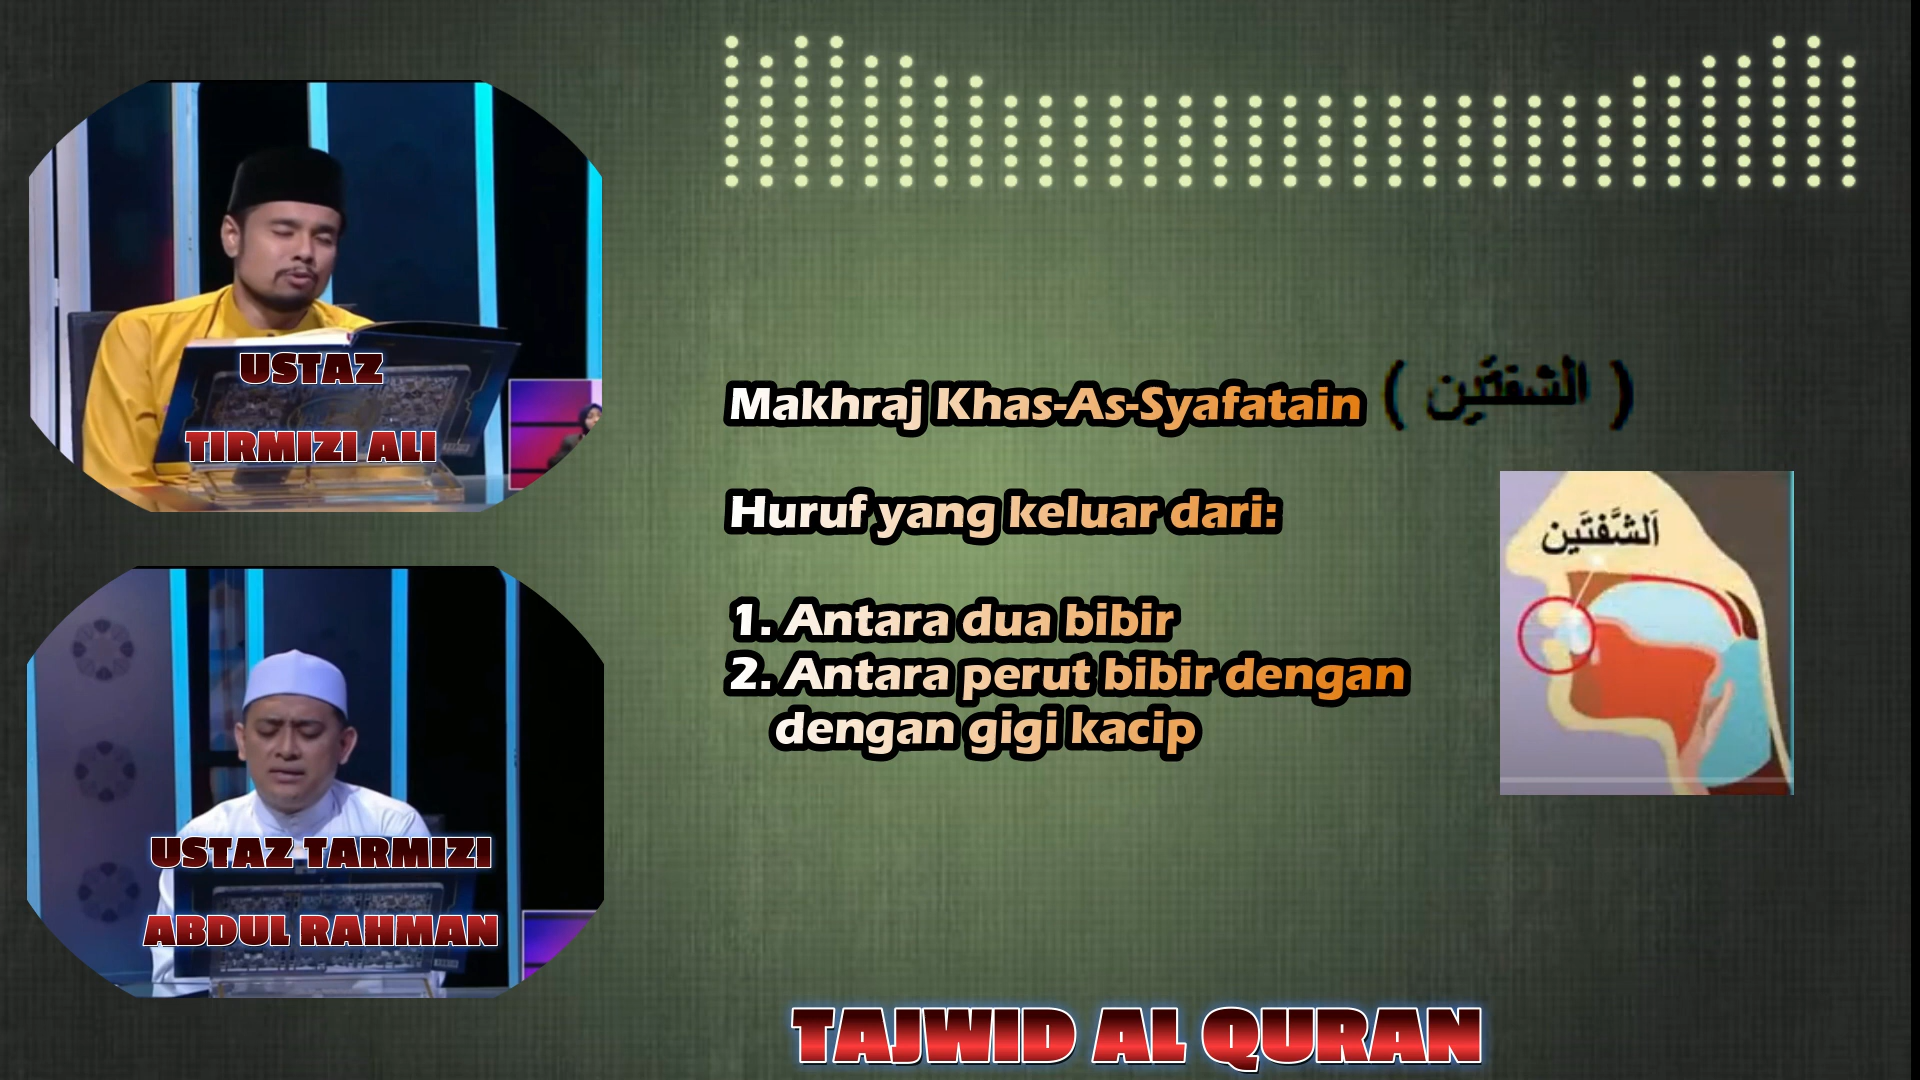 USTAZ
TIRMIZI ALI
USTAZ TARMIZI
ABDUL RAHMAN
Makhraj Khas-As-Syafatain ( الشفتين )
Huruf yang keluar dari:
1. Antara dua bibir
2. Antara perut bibir dengan
dengan gigi kacip
اَلشَّفَتَين
TAJWID AL QURAN